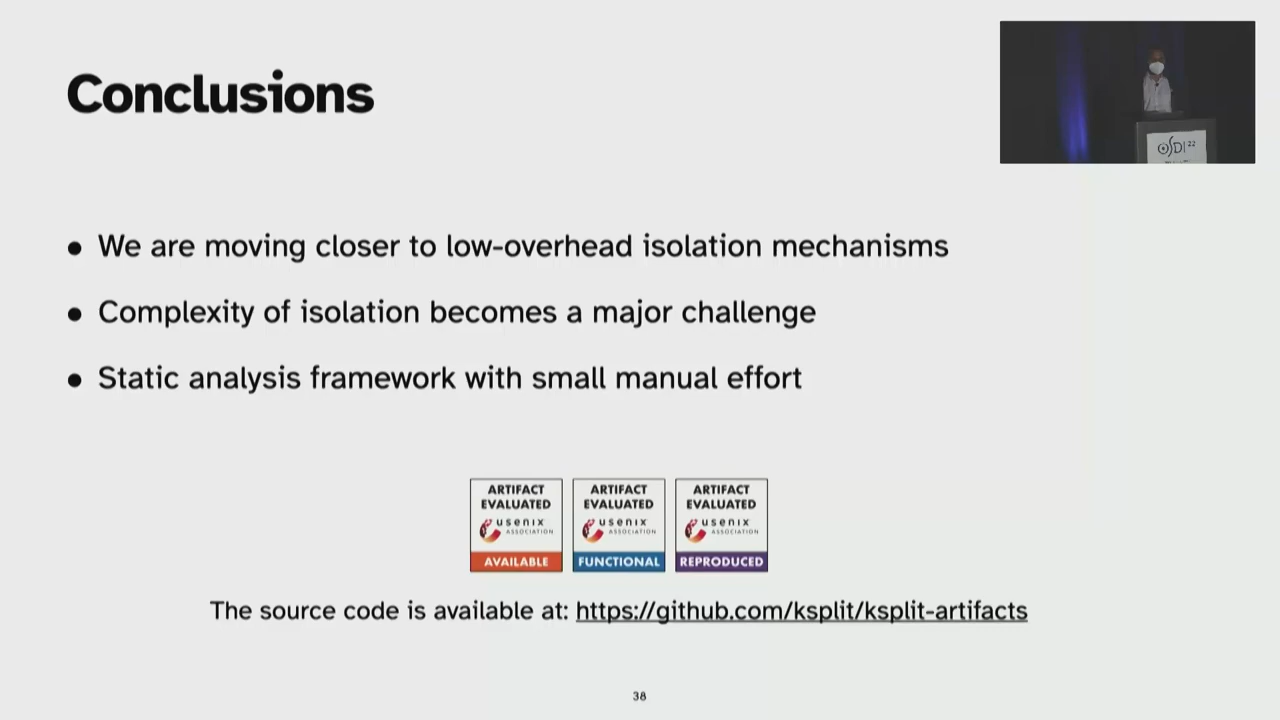 Conclusions
OSDI 22
● We are moving closer to low-overhead isolation mechanisms
● Complexity of isolation becomes a major challenge
● Static analysis framework with small manual effort
ARTIFACT EVALUATED
usenix
ASSOCIATION
AVAILABLE
ARTIFACT EVALUATED
usenix
ASSOCIATION
FUNCTIONAL
ARTIFACT EVALUATED
usenix
ASSOCIATION
REPRODUCED
The source code is available at: https://github.com/ksplit/ksplit-artifacts
38